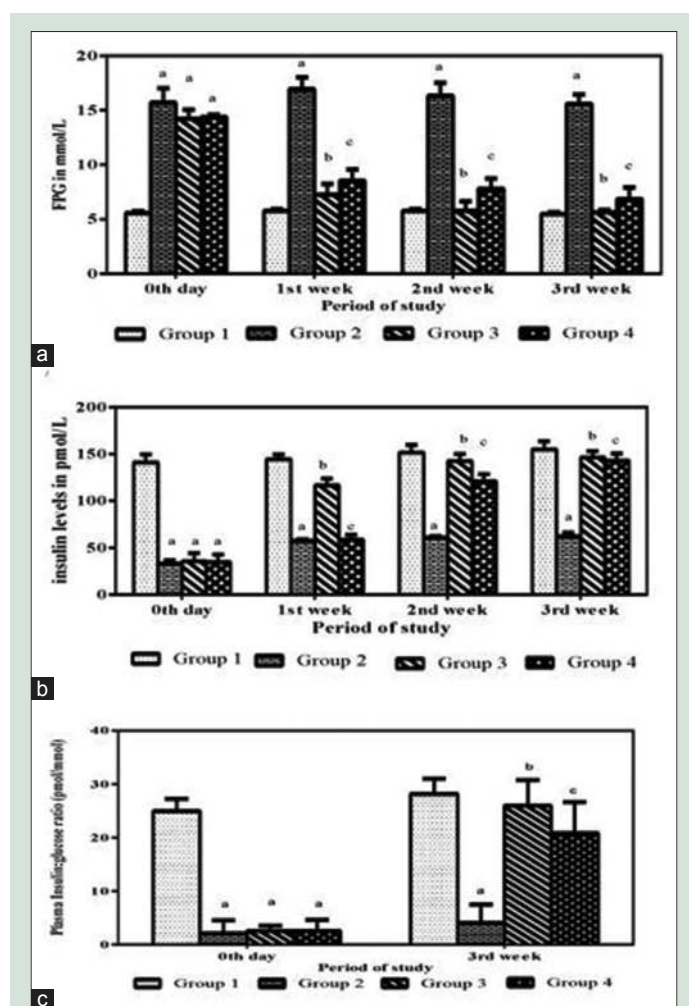 FPG in mmol/L
20
15
10
5
0
a a a
a b c
a b c
a b c
0th day 1st week 2nd week 3rd week
Period of study
Group 1 Group 2 Group 3 Group 4
a
insulin levels in pmol/L
200
150
100
50
0
a a a
a b c
a b c
a b c
0th day 1st week 2nd week 3rd week
Period of study
Group 1 Group 2 Group 3 Group 4
b
Plasma Insulin:glucose ratio (pmol/mmol)
40
30
20
10
0
a a a
a b c
0th day 3rd week
Period of study
Group 1 Group 2 Group 3 Group 4
c